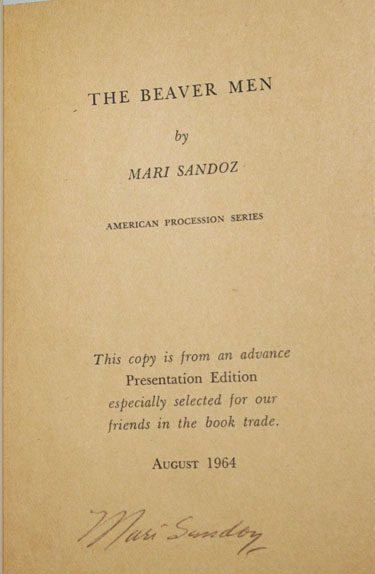 THE BEAVER MEN
by
MARI SANDOZ
AMERICAN PROCESSION SERIES
This copy is from an advance
Presentation Edition
especially selected for our
friends in the book trade.
AUGUST 1964
Mari Sandoz